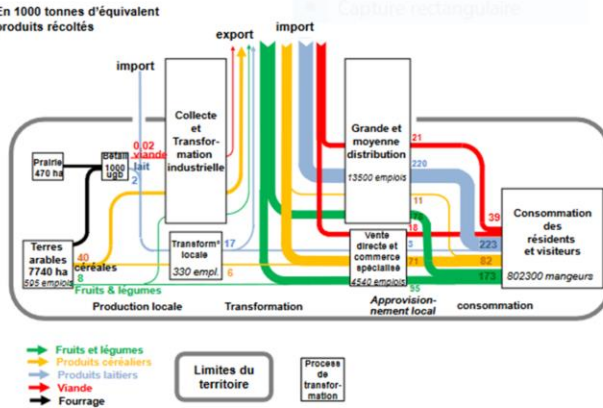 Capture rectangulaire
En 1000 tonnes d'équivalent
produits récoltés
export
import
import
Collecte
et
Transfor-
mation
industrielle
Grande et
moyenne
distribution
13500 emplois
Prairie
470 ha
Bétail
1000
ugb
0,02
viande
lait
2
21
220
11
39
Consommation
des
résidents
et visiteurs
802300 mangeurs
Terres
arables
7740 ha
595 emplois
40
céréales
8
Fruits & légumes
Transform°
locale
330 empl.
17
6
18
Vente
directe et
commerce
spécialisé
4540 emplois
3
71
95
223
82
173
Production locale
Transformation
Approvision-
nement local
consommation
Fruits et légumes
Produits céréaliers
Produits laitiers
Viande
Fourrage
Limites du
territoire
Process
de
transfor-
mation